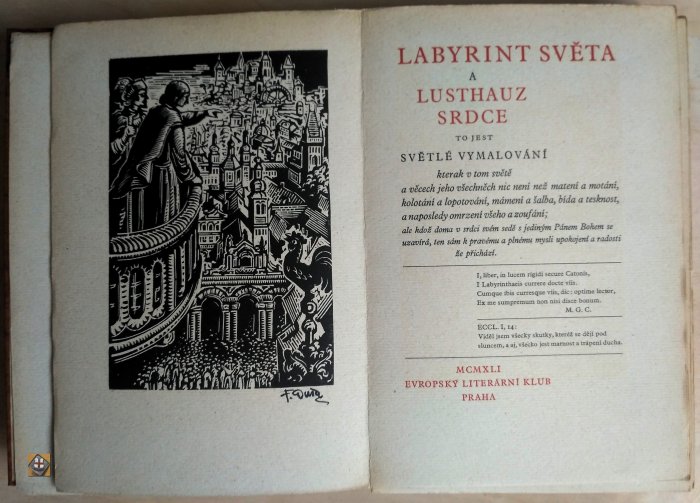 LABYRINT SVĚTA
A
LUSTHAUZ
SRDCE
TO JEST
SVĚTLÉ VYMALOVÁNÍ
kterak v tom světě
a věcech jeho všechněch nic není než matení a motání,
kolotání a lopotování, mámení a šalba, bída a tesknost,
a naposledy omrzení všeho a zoufání;
ale kdož doma v srdci svém sedě s jediným Pánem Bohem se
uzavírá, ten sám k pravému a plnému mysli upokojení a radosti
že přichází.
I, liber, in lucem rigidi secure Catonis,
I Labyrinthaeis currere docte viis.
Cumque ibis curresque viis, dic: optime lector,
Ex me sumpremum non nisi disce bonum.
M. G. C.
ECCL. I, 14:
Viděl jsem všecky skutky, kteréž se dějí pod
sluncem, a aj, všecko jest marnost a trápení ducha.
MCMXLI
EVROPSKÝ LITERÁRNÍ KLUB
PRAHA